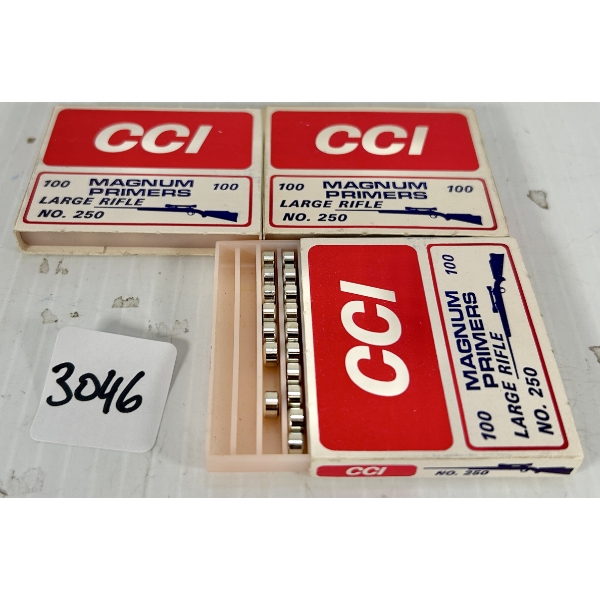 CCI
100 MAGNUM PRIMERS 100
LARGE RIFLE
NO. 250
CCI
100 MAGNUM PRIMERS 100
LARGE RIFLE
NO. 250
3046
CCI
100 MAGNUM PRIMERS 100
LARGE RIFLE
NO. 250
CCI NO. 250